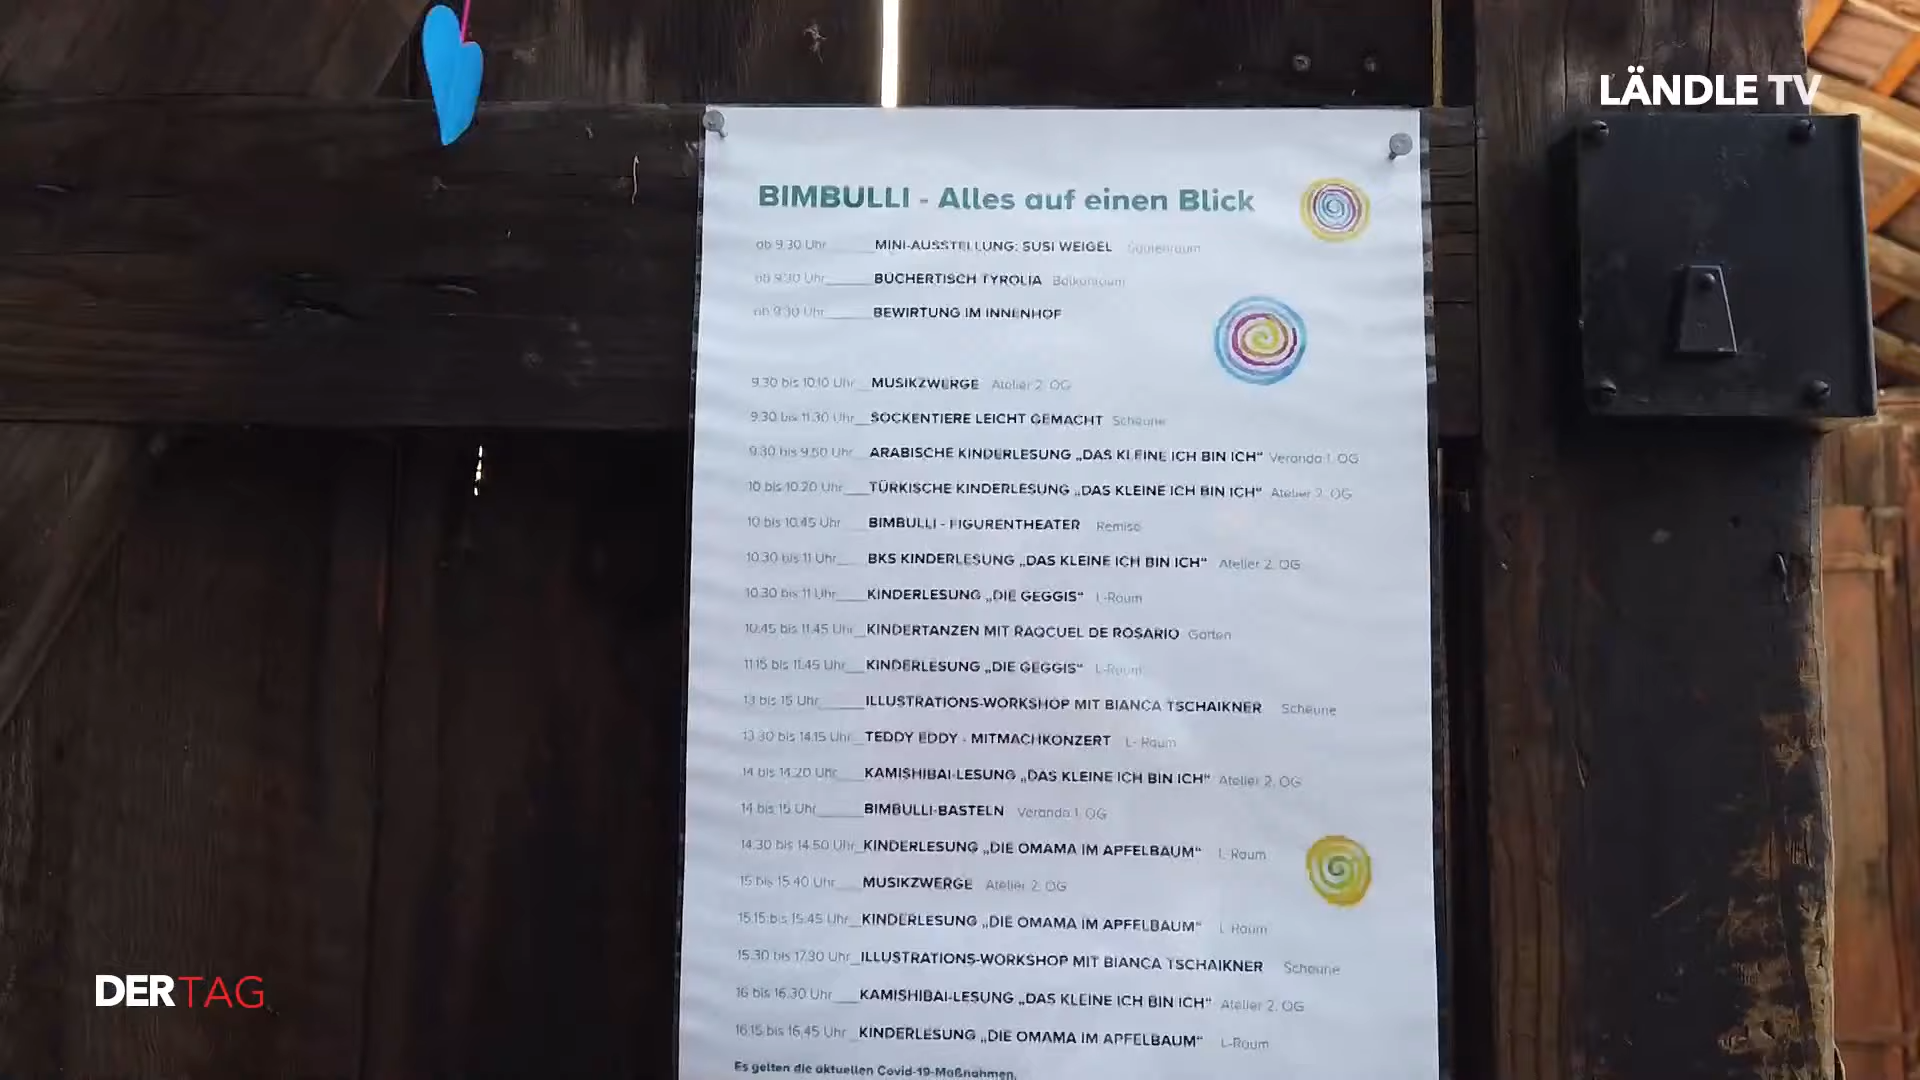 LÄNDLE TV
BIMBULLI - Alles auf einen Blick
ab 9.30 Uhr MINI-AUSSTELLUNG: SUSI WEIGEL Säulenraum
ab 9.30 Uhr BÜCHERTISCH TYROLIA Balkonraum
ab 9.30 Uhr BEWIRTUNG IM INNENHOF
9.30 bis 10.10 Uhr MUSIKZWERGE Atelier 2. OG
9.30 bis 11.30 Uhr SOCKENTIERE LEICHT GEMACHT Scheune
9.30 bis 9.50 Uhr ARABISCHE KINDERLESUNG „DAS KLEINE ICH BIN ICH“ Veranda 1. OG
10 bis 10.20 Uhr TÜRKISCHE KINDERLESUNG „DAS KLEINE ICH BIN ICH“ Atelier 2. OG
10 bis 10.45 Uhr BIMBULLI - FIGURENTHEATER Remise
10.30 bis 11 Uhr BKS KINDERLESUNG „DAS KLEINE ICH BIN ICH“ Atelier 2. OG
10.30 bis 11 Uhr KINDERLESUNG „DIE GEGGIS“ L-Raum
10.45 bis 11.45 Uhr KINDERTANZEN MIT RAQCUEL DE ROSARIO Garten
11.15 bis 11.45 Uhr KINDERLESUNG „DIE GEGGIS“ L-Raum
13 bis 15 Uhr ILLUSTRATIONS-WORKSHOP MIT BIANCA TSCHAIKNER Scheune
13.30 bis 14.15 Uhr TEDDY EDDY - MITMACHKONZERT L- Raum
14 bis 14.20 Uhr KAMISHIBAI-LESUNG „DAS KLEINE ICH BIN ICH“ Atelier 2. OG
14 bis 15 Uhr BIMBULLI-BASTELN Veranda 1. OG
14.30 bis 14.50 Uhr KINDERLESUNG „DIE OMAMA IM APFELBAUM“ L-Raum
15 bis 15.40 Uhr MUSIKZWERGE Atelier 2. OG
15.15 bis 15.45 Uhr KINDERLESUNG „DIE OMAMA IM APFELBAUM“ L-Raum
15.30 bis 17.30 Uhr ILLUSTRATIONS-WORKSHOP MIT BIANCA TSCHAIKNER Scheune
16 bis 16.30 Uhr KAMISHIBAI-LESUNG „DAS KLEINE ICH BIN ICH“ Atelier 2. OG
16.15 bis 16.45 Uhr KINDERLESUNG „DIE OMAMA IM APFELBAUM“ L-Raum
Es gelten die aktuellen Covid-19-Maßnahmen.
DERTAG